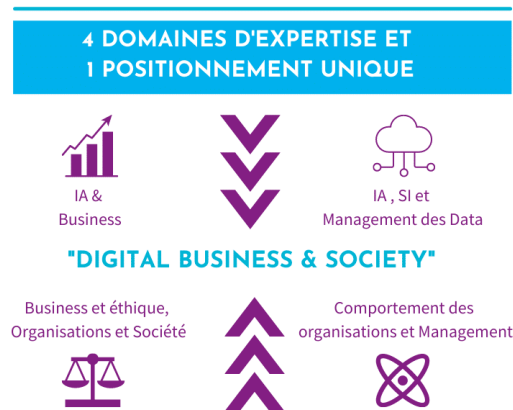 4 DOMAINES D'EXPERTISE ET
1 POSITIONNEMENT UNIQUE
IA &
Business
IA , SI et
Management des Data
"DIGITAL BUSINESS & SOCIETY"
Business et éthique,
Organisations et Société
Comportement des
organisations et Management